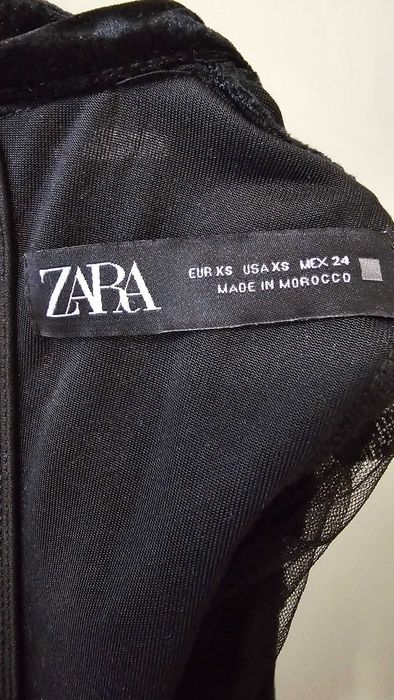 ZARA
EUR XS USA XS MEX 24
MADE IN MOROCCO